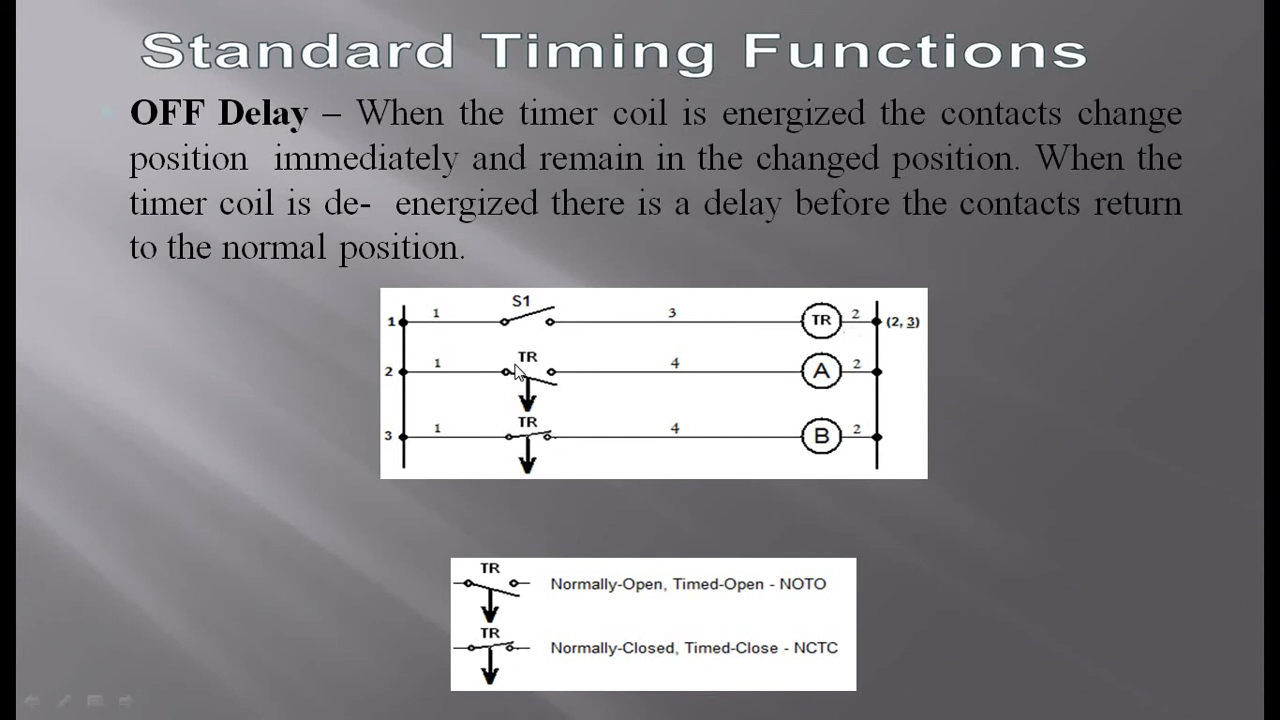 Standard Timing Functions
OFF Delay – When the timer coil is energized the contacts change
position immediately and remain in the changed position. When the
timer coil is de- energized there is a delay before the contacts return
to the normal position.
S1
1 1 3 TR 2 (2, 3)
TR
2 1 4 A 2
TR
3 1 4 B 2
TR
Normally-Open, Timed-Open - NOTO
TR
Normally-Closed, Timed-Close - NCTC